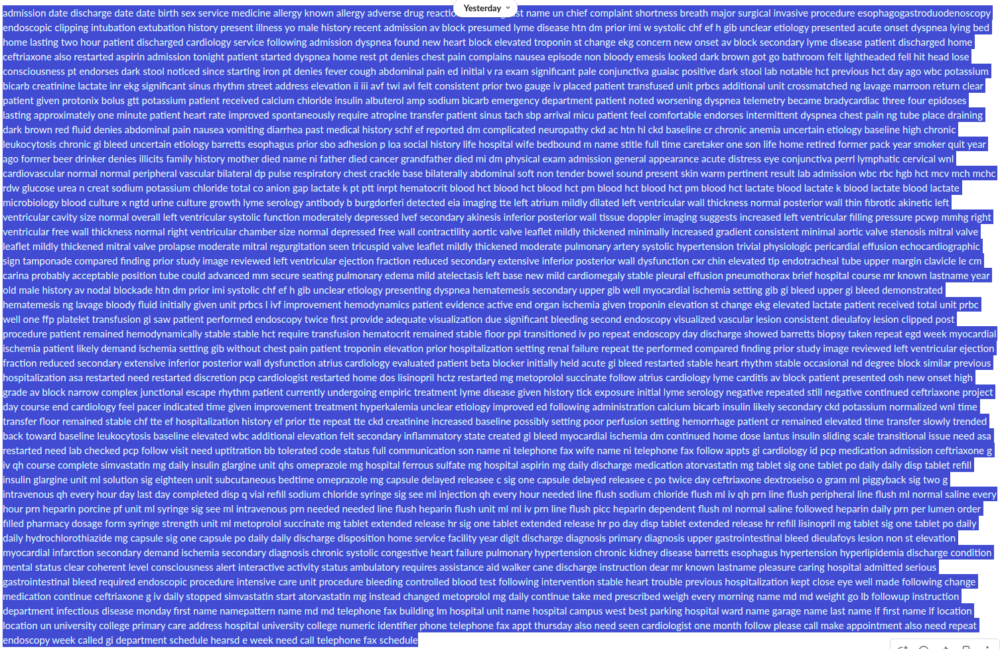 admission date discharge date date birth sex service medicine allergy known allergy adverse drug reactio Yesterday st name un chief complaint shortness breath major surgical invasive procedure esophagogastroduodenoscopy
endoscopic clipping intubation extubation history present illness yo male history recent admission av block presumed lyme disease htn dm prior imi w systolic chf ef h gib unclear etiology presented acute onset dyspnea lying bed
home lasting two hour patient discharged cardiology service following admission dyspnea found new heart block elevated troponin st change ekg concern new onset av block secondary lyme disease patient discharged home
ceftriaxone also restarted aspirin admission tonight patient started dyspnea home rest pt denies chest pain complains nausea episode non bloody emesis looked dark brown got go bathroom felt lightheaded fell hit head lose
consciousness pt endorses dark stool noticed since starting iron pt denies fever cough abdominal pain ed initial v ra exam significant pale conjunctiva guaiac positive dark stool lab notable hct previous hct day ago wbc potassium
bicarb creatinine lactate inr ekg significant sinus rhythm street address elevation ii iii avf twi avl felt consistent prior two gauge iv placed patient transfused unit prbcs additional unit crossmatched ng lavage marroon return clear
patient given protonix bolus gtt potassium patient received calcium chloride insulin albuterol amp sodium bicarb emergency department patient noted worsening dyspnea telemetry became bradycardiac three four epidoses
lasting approximately one minute patient heart rate improved spontaneously require atropine transfer patient sinus tach sbp arrival micu patient feel comfortable endorses intermittent dyspnea chest pain ng tube place draining
dark brown red fluid denies abdominal pain nausea vomiting diarrhea past medical history schf ef reported dm complicated neuropathy ckd ac htn hl ckd baseline cr chronic anemia uncertain etiology baseline high chronic
leukocytosis chronic gi bleed uncertain etiology barretts esophagus prior sbo adhesion p loa social history life hospital wife bedbound m name stitle full time caretaker one son life home retired former pack year smoker quit year
ago former beer drinker denies illicits family history mother died name ni father died cancer grandfather died mi dm physical exam admission general appearance acute distress eye conjunctiva perrl lymphatic cervical wnl
cardiovascular normal normal peripheral vascular bilateral dp pulse respiratory chest crackle base bilaterally abdominal soft non tender bowel sound present skin warm pertinent result lab admission wbc rbc hgb hct mcv mch mchc
rdw glucose urea n creat sodium potassium chloride total co anion gap lactate k pt ptt inrpt hematocrit blood hct blood hct blood hct pm blood hct blood hct pm blood hct lactate blood lactate k blood lactate blood lactate
microbiology blood culture x ngtd urine culture growth lyme serology antibody b burgdorferi detected eia imaging tte left atrium mildly dilated left ventricular wall thickness normal posterior wall thin fibrotic akinetic left
ventricular cavity size normal overall left ventricular systolic function moderately depressed lvef secondary akinesis inferior posterior wall tissue doppler imaging suggests increased left ventricular filling pressure pcwp mmhg right
ventricular free wall thickness normal right ventricular chamber size normal depressed free wall contractility aortic valve leaflet mildly thickened minimally increased gradient consistent minimal aortic valve stenosis mitral valve
leaflet mildly thickened mitral valve prolapse moderate mitral regurgitation seen tricuspid valve leaflet mildly thickened moderate pulmonary artery systolic hypertension trivial physiologic pericardial effusion echocardiographic
sign tamponade compared finding prior study image reviewed left ventricular ejection fraction reduced secondary extensive inferior posterior wall dysfunction cxr chin elevated tip endotracheal tube upper margin clavicle le cm
carina probably acceptable position tube could advanced mm secure seating pulmonary edema mild atelectasis left base new mild cardiomegaly stable pleural effusion pneumothorax brief hospital course mr known lastname year
old male history av nodal blockade htn dm prior imi systolic chf ef h gib unclear etiology presenting dyspnea hematemesis secondary upper gib well myocardial ischemia setting gib gi bleed upper gi bleed demonstrated
hematemesis ng lavage bloody fluid initially given unit prbcs l ivf improvement hemodynamics patient evidence active end organ ischemia given troponin elevation st change ekg elevated lactate patient received total unit prbc
well one ffp platelet transfusion gi saw patient performed endoscopy twice first provide adequate visualization due significant bleeding second endoscopy visualized vascular lesion consistent dieulafoy lesion clipped post
procedure patient remained hemodynamically stable stable hct require transfusion hematocrit remained stable floor ppi transitioned iv po repeat endoscopy day discharge showed barretts biopsy taken repeat egd week myocardial
ischemia patient likely demand ischemia setting gib without chest pain patient troponin elevation prior hospitalization setting renal failure repeat tte performed compared finding prior study image reviewed left ventricular ejection
fraction reduced secondary extensive inferior posterior wall dysfunction atrius cardiology evaluated patient beta blocker initially held acute gi bleed restarted stable heart rhythm stable occasional nd degree block similar previous
hospitalization asa restarted need restarted discretion pcp cardiologist restarted home dos lisinopril hctz restarted mg metoprolol succinate follow atrius cardiology lyme carditis av block patient presented osh new onset high
grade av block narrow complex junctional escape rhythm patient currently undergoing empiric treatment lyme disease given history tick exposure initial lyme serology negative repeated still negative continued ceftriaxone project
day course end cardiology feel pacer indicated time given improvement treatment hyperkalemia unclear etiology improved ed following administration calcium bicarb insulin likely secondary ckd potassium normalized wnl time
transfer floor remained stable chf tte ef hospitalization history ef prior tte repeat tte ckd creatinine increased baseline possibly setting poor perfusion setting hemorrhage patient cr remained elevated time transfer slowly trended
back toward baseline leukocytosis baseline elevated wbc additional elevation felt secondary inflammatory state created gi bleed myocardial ischemia dm continued home dose lantus insulin sliding scale transitional issue need asa
restarted need lab checked pcp follow visit need uptitration bb tolerated code status full communication son name ni telephone fax wife name ni telephone fax follow appts gi cardiology id pcp medication admission ceftriaxone g
iv qh course complete simvastatin mg daily insulin glargine unit qhs omeprazole mg hospital ferrous sulfate mg hospital aspirin mg daily discharge medication atorvastatin mg tablet sig one tablet po daily daily disp tablet refill
insulin glargine unit ml solution sig eighteen unit subcutaneous bedtime omeprazole mg capsule delayed releasee c sig one capsule delayed releasee c po twice day ceftriaxone dextroseiso o gram ml piggyback sig two g
intravenous qh every hour day last day completed disp q vial refill sodium chloride syringe sig see ml injection qh every hour needed line flush sodium chloride flush ml iv qh prn line flush peripheral line flush ml normal saline every
hour prn heparin porcine pf unit ml syringe sig see ml intravenous prn needed needed line flush heparin flush unit ml ml iv prn line flush picc heparin dependent flush ml normal saline followed heparin daily prn per lumen order
filled pharmacy dosage form syringe strength unit ml metoprolol succinate mg tablet extended release hr sig one tablet extended release hr po day disp tablet extended release hr refill lisinopril mg tablet sig one tablet po daily
daily hydrochlorothiazide mg capsule sig one capsule po daily daily discharge disposition home service facility year digit discharge diagnosis primary diagnosis upper gastrointestinal bleed dieulafoys lesion non st elevation
myocardial infarction secondary demand ischemia secondary diagnosis chronic systolic congestive heart failure pulmonary hypertension chronic kidney disease barretts esophagus hypertension hyperlipidemia discharge condition
mental status clear coherent level consciousness alert interactive activity status ambulatory requires assistance aid walker cane discharge instruction dear mr known lastname pleasure caring hospital admitted serious
gastrointestinal bleed required endoscopic procedure intensive care unit procedure bleeding controlled blood test following intervention stable heart trouble previous hospitalization kept close eye well made following change
medication continue ceftriaxone g iv daily stopped simvastatin start atorvastatin mg instead changed metoprolol mg daily continue take med prescribed weigh every morning name md md weight go lb followup instruction
department infectious disease monday first name namepattern name md md telephone fax building lm hospital unit name hospital campus west best parking hospital ward name garage name last name lf first name lf location
location un university college primary care address hospital university college numeric identifier phone telephone fax appt thursday also need seen cardiologist one month follow please call make appointment also need repeat
endoscopy week called gi department schedule hearsd e week need call telephone fax schedule